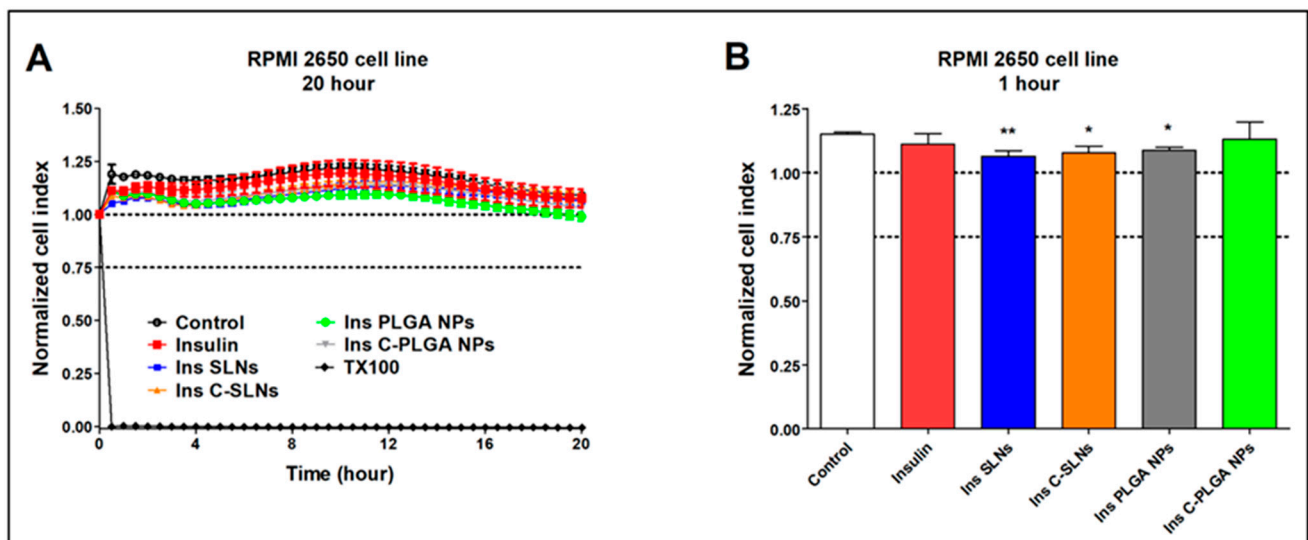 A
RPMI 2650 cell line
20 hour
Normalized cell index
1.50
1.25
1.00
0.75
0.50
0.25
0.00
Control
Insulin
Ins SLNs
Ins C-SLNs
Ins PLGA NPs
Ins C-PLGA NPs
TX100
0
4
8
12
16
20
Time (hour)
B
RPMI 2650 cell line
1 hour
Normalized cell index
1.25
1.00
0.75
0.50
0.25
0.00
**
*
*
Control
Insulin
Ins SLNs
Ins C-SLNs
Ins PLGA NPs
Ins C-PLGA NPs